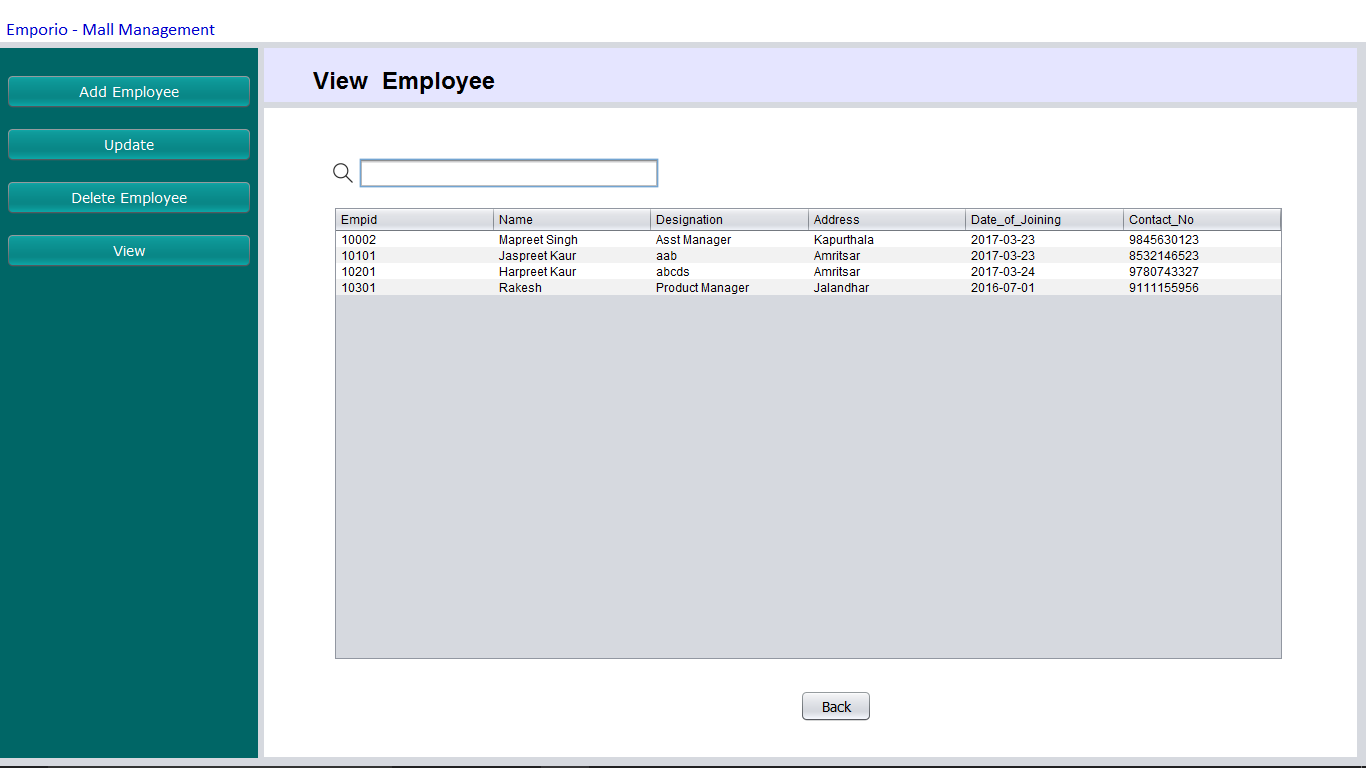 Emporio - Mall Management
Add Employee
Update
Delete Employee
View
View Employee
Empid Name Designation Address Date_of_Joining Contact_No
10002 Mapreet Singh Asst Manager Kapurthala 2017-03-23 9845630123
10101 Jaspreet Kaur aab Amritsar 2017-03-23 8532146523
10201 Harpreet Kaur abcds Amritsar 2017-03-24 9780743327
10301 Rakesh Product Manager Jalandhar 2016-07-01 9111155956
Back